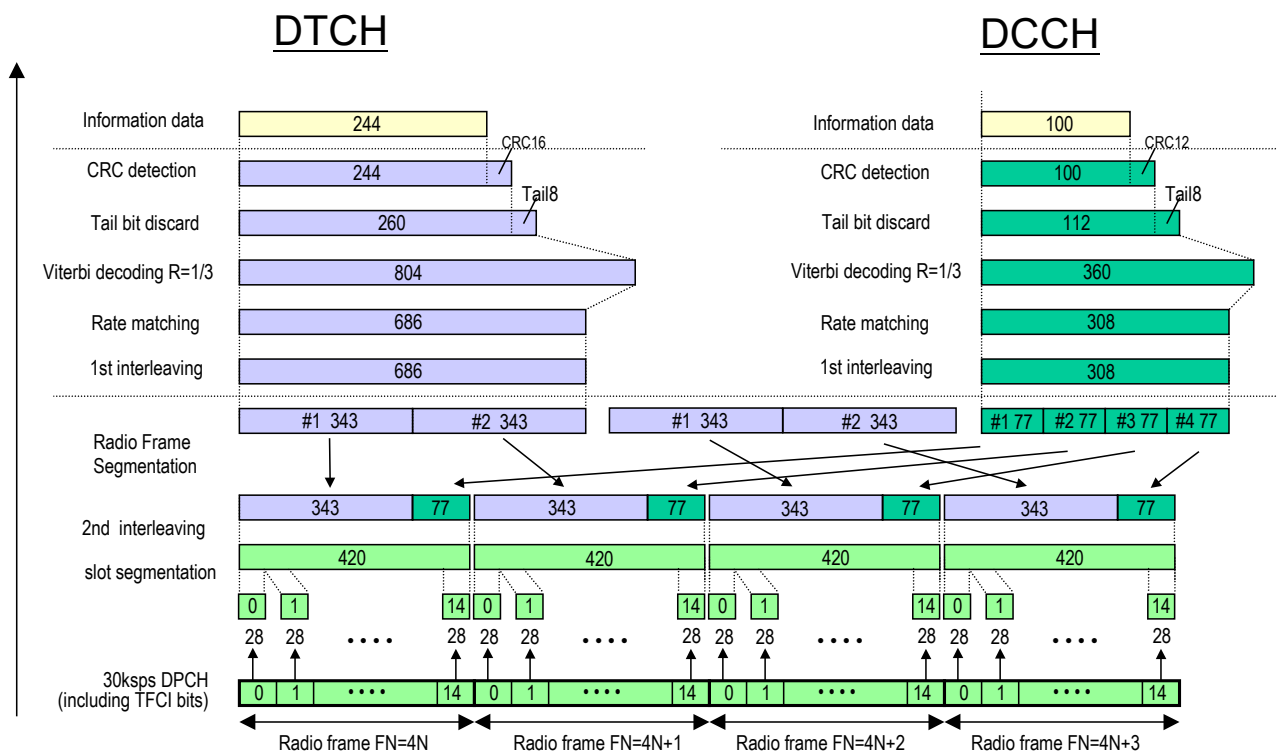 DTCH DCCH
Information data 244 Information data 100
CRC16 CRC12
CRC detection 244 CRC detection 100
Tail8 Tail8
Tail bit discard 260 Tail bit discard 112
Viterbi decoding R=1/3 804 Viterbi decoding R=1/3 360
Rate matching 686 Rate matching 308
1st interleaving 686 1st interleaving 308
#1 343 #2 343 #1 343 #2 343 #1 77 #2 77 #3 77 #4 77
Radio Frame
Segmentation
343 77 343 77 343 77 343 77
2nd interleaving
420 420 420 420
slot segmentation
0 1 14 0 1 14 0 1 14 0 1 14
28 28 •••• 28 28 28 •••• 28 28 28 •••• 28 28 28 •••• 28
30ksps DPCH
(including TFCI bits)
0 1 •••• 14 0 1 •••• 14 0 1 •••• 14 0 1 •••• 14
Radio frame FN=4N Radio frame FN=4N+1 Radio frame FN=4N+2 Radio frame FN=4N+3